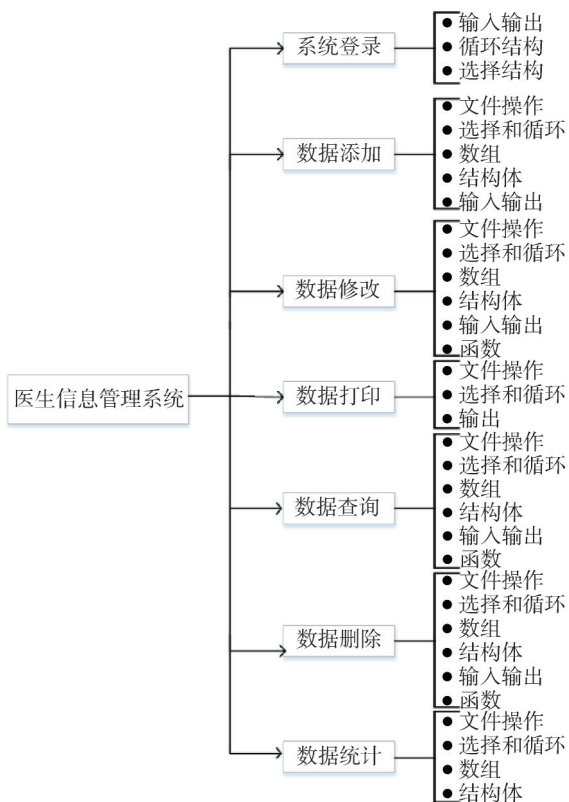 医生信息管理系统
系统登录
● 输入输出
● 循环结构
● 选择结构
数据添加
● 文件操作
● 选择和循环
● 数组
● 结构体
● 输入输出
数据修改
● 文件操作
● 选择和循环
● 数组
● 结构体
● 输入输出
● 函数
数据打印
● 文件操作
● 选择和循环
● 输出
数据查询
● 文件操作
● 选择和循环
● 数组
● 结构体
● 输入输出
● 函数
数据删除
● 文件操作
● 选择和循环
● 数组
● 结构体
● 输入输出
● 函数
数据统计
● 文件操作
● 选择和循环
● 数组
● 结构体